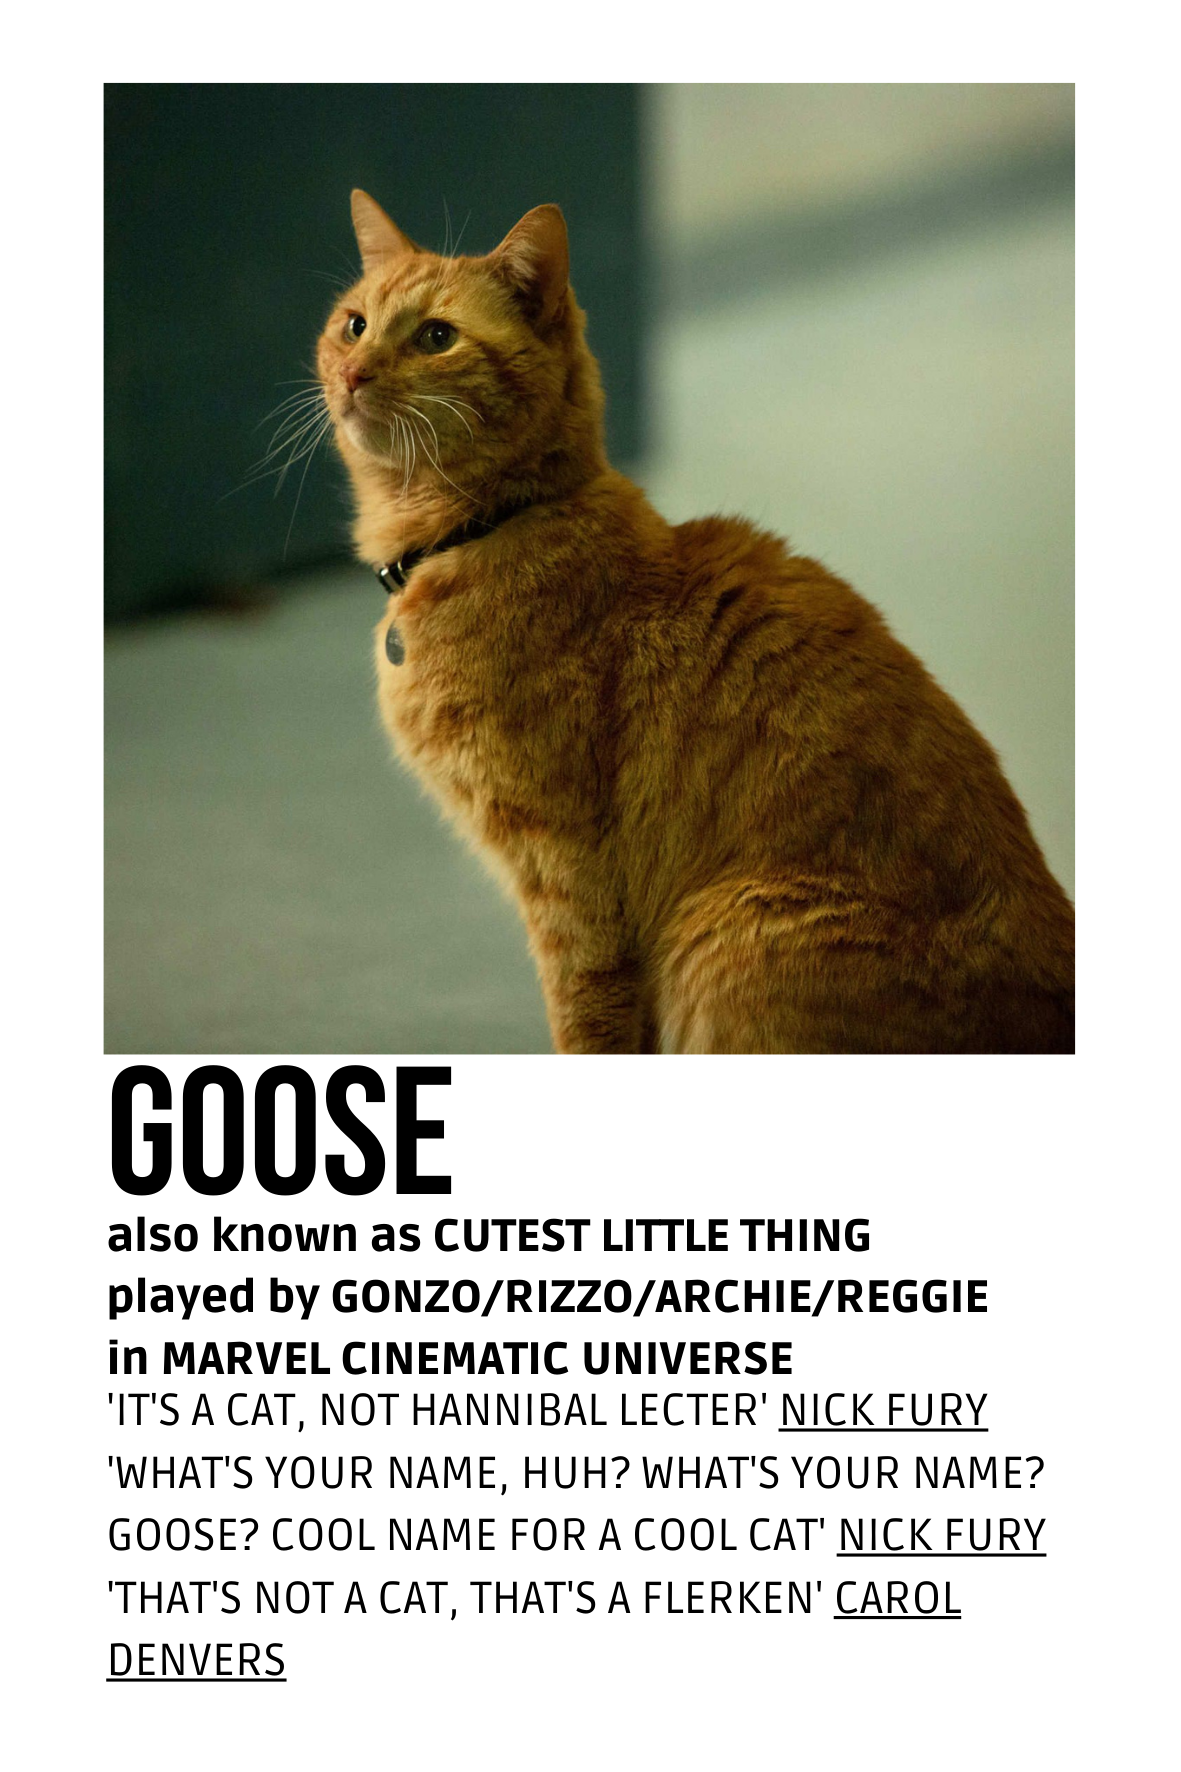 GOOSE
also known as CUTEST LITTLE THING
played by GONZO/RIZZO/ARCHIE/REGGIE
in MARVEL CINEMATIC UNIVERSE
'IT'S A CAT, NOT HANNIBAL LECTER' NICK FURY
'WHAT'S YOUR NAME, HUH? WHAT'S YOUR NAME?
GOOSE? COOL NAME FOR A COOL CAT' NICK FURY
'THAT'S NOT A CAT, THAT'S A FLERKEN' CAROL
DENVERS